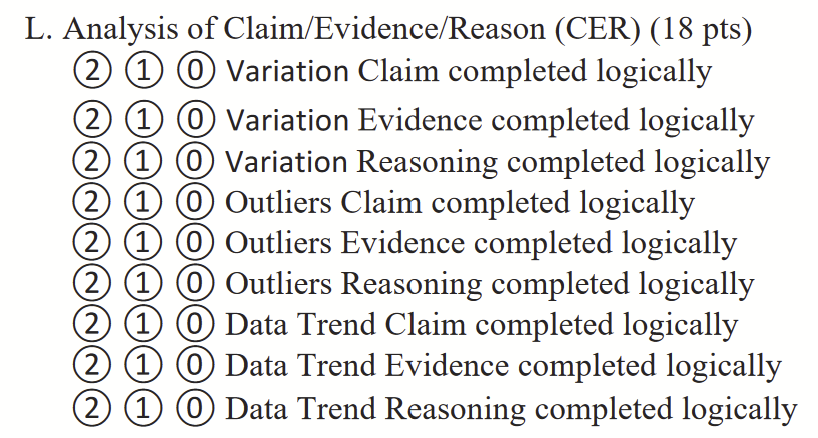 L. Analysis of Claim/Evidence/Reason (CER) (18 pts)
② ① ⓪ Variation Claim completed logically
② ① ⓪ Variation Evidence completed logically
② ① ⓪ Variation Reasoning completed logically
② ① ⓪ Outliers Claim completed logically
② ① ⓪ Outliers Evidence completed logically
② ① ⓪ Outliers Reasoning completed logically
② ① ⓪ Data Trend Claim completed logically
② ① ⓪ Data Trend Evidence completed logically
② ① ⓪ Data Trend Reasoning completed logically